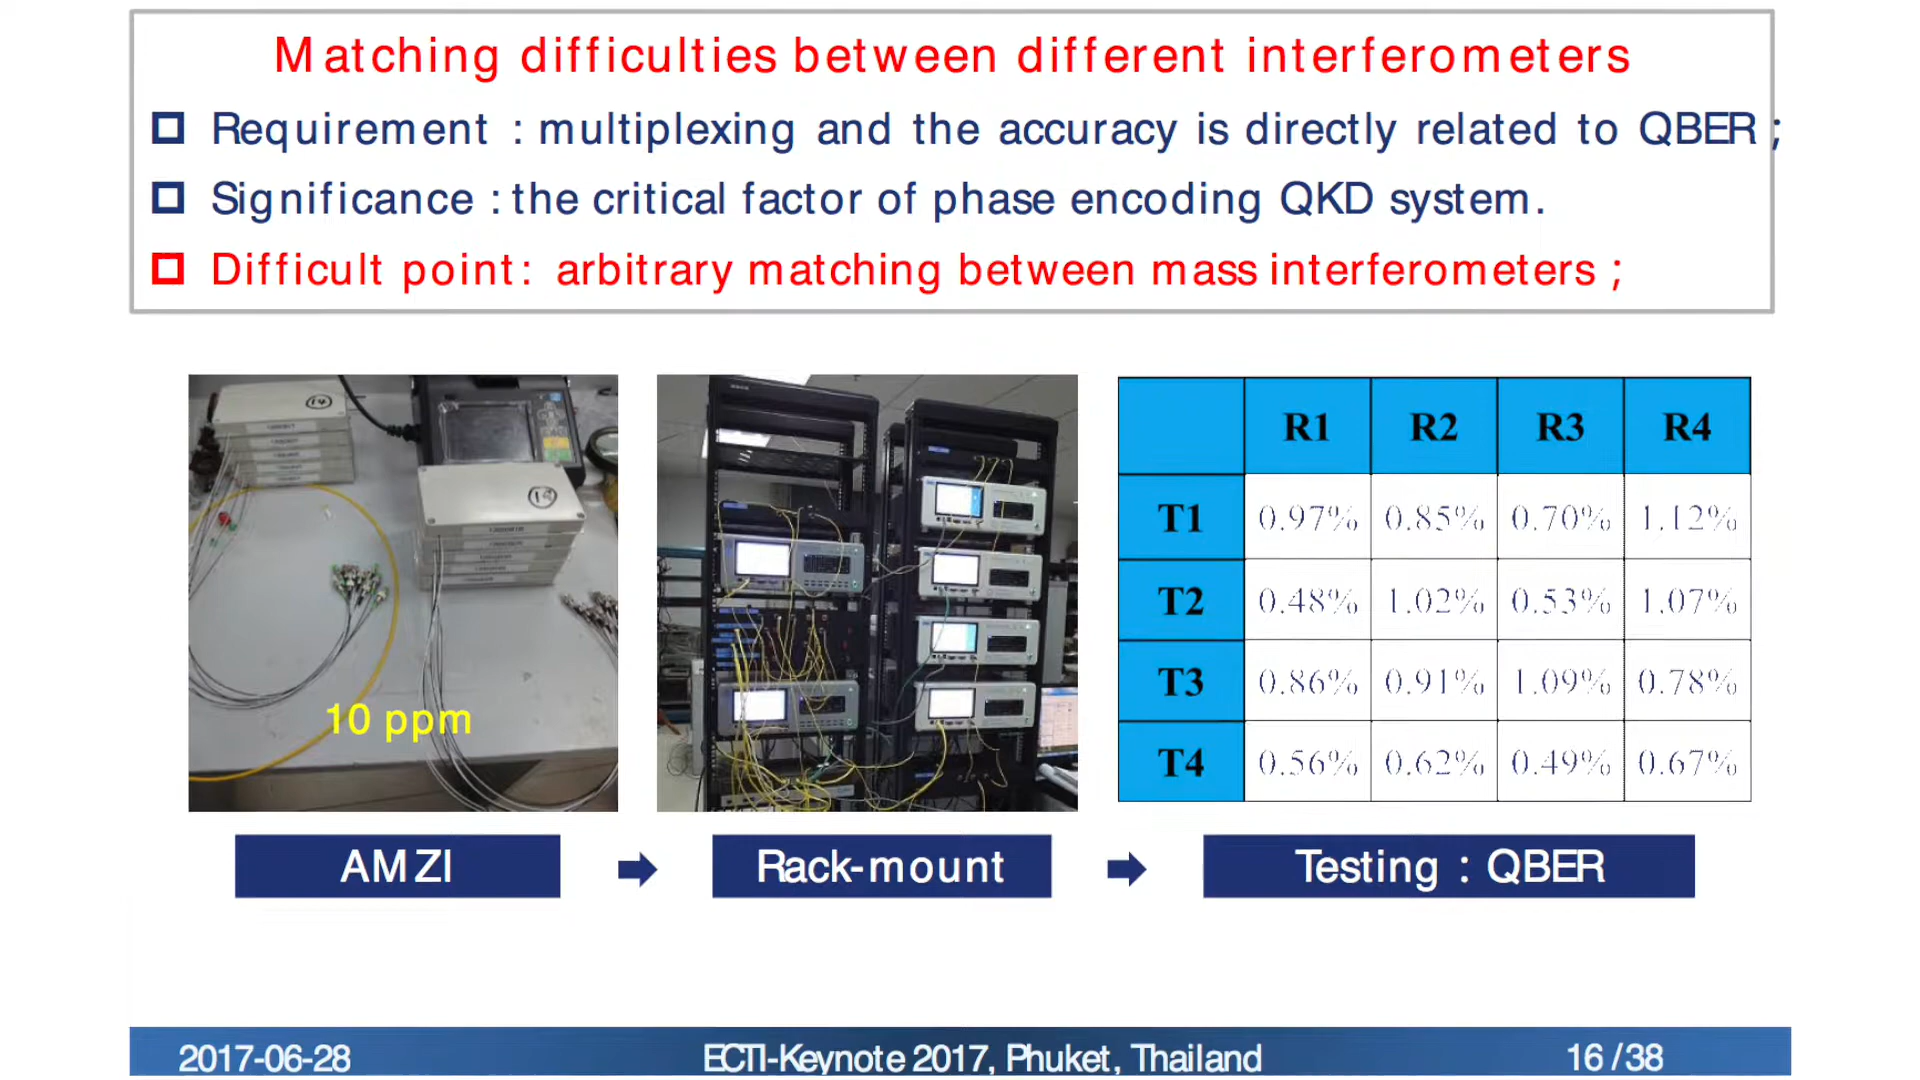 Matching difficulties between different interferometers
Requirement : multiplexing and the accuracy is directly related to QBER ;
Significance : the critical factor of phase encoding QKD system.
Difficult point: arbitrary matching between mass interferometers ;
14
14
10 ppm
R1 R2 R3 R4
T1 0.97% 0.85% 0.70% 1.12%
T2 0.48% 1.02% 0.53% 1.07%
T3 0.86% 0.91% 1.09% 0.78%
T4 0.56% 0.62% 0.49% 0.67%
AMZI
Rack-mount
Testing : QBER
2017-06-28
ECTI-Keynote 2017, Phuket, Thailand
16 /38